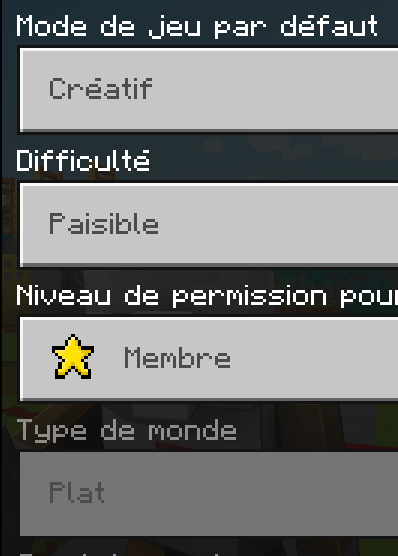 Mode de jeu par défaut
Créatif
Difficulté
Paisible
Niveau de permission pour
Membre
Type de monde
Plat